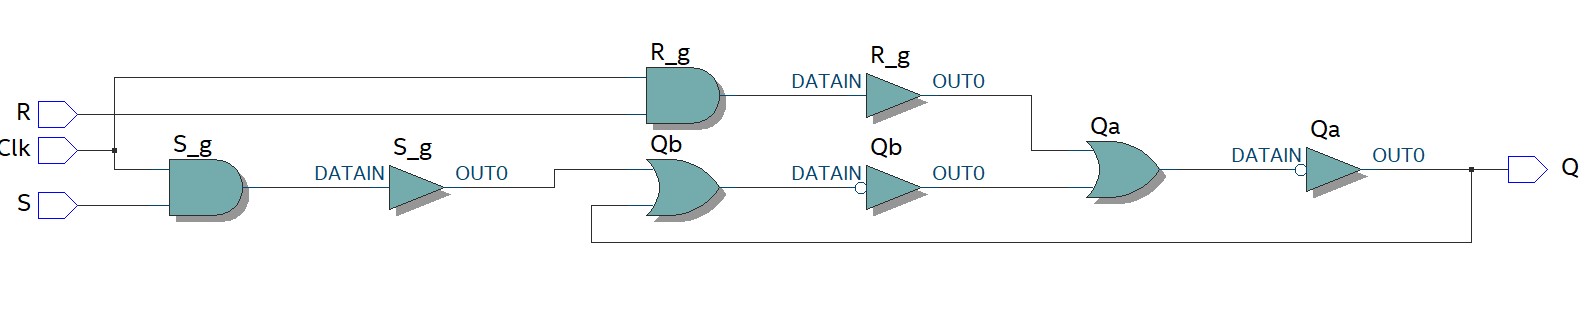 R_g
R_g
DATAIN
OUT0
R
Clk
S_g
S_g
Qb
Qb
Qa
Qa
DATAIN
OUT0
DATAIN
OUT0
DATAIN
OUT0
S
Q